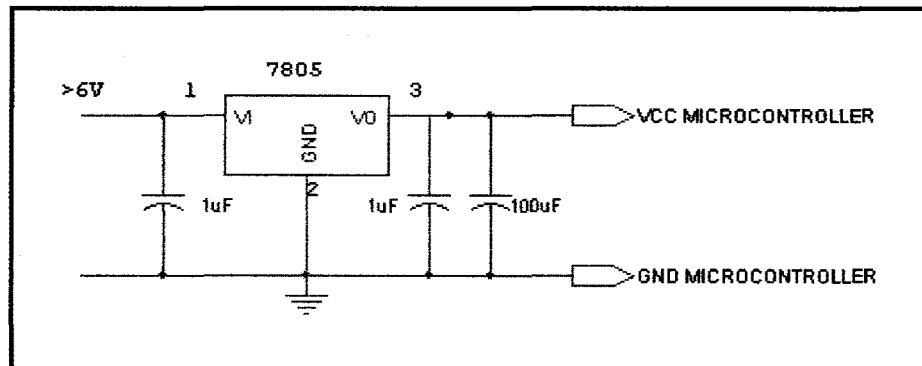 7805
>6V 1 3
VI VO VCC MICROCONTROLLER
GND
2
1uF 1uF 100uF
GND MICROCONTROLLER